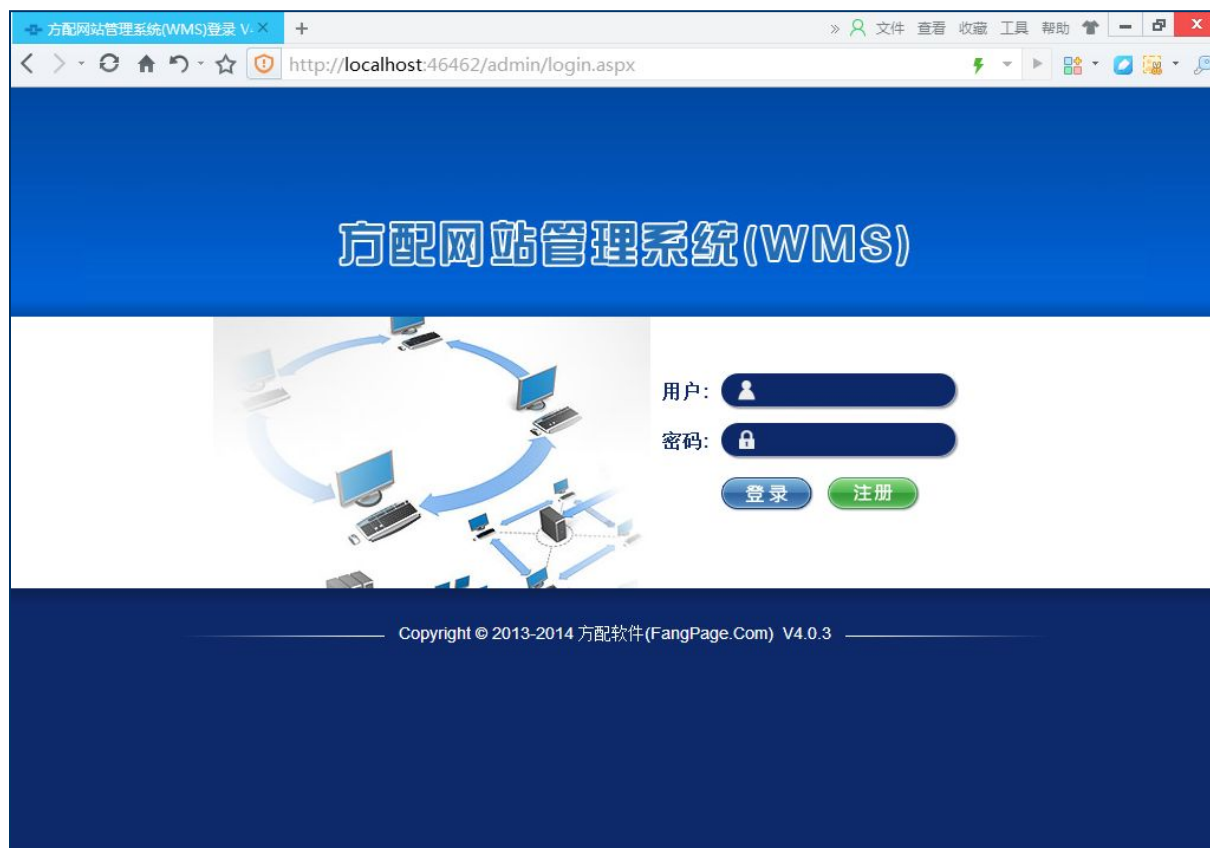 方配网站管理系统(WMS)登录 V
» 文件 查看 收藏 工具 帮助
http://localhost:46462/admin/login.aspx
方配网站管理系统(WMS)
用户:
密码:
登录 注册
Copyright © 2013-2014 方配软件(FangPage.Com) V4.0.3